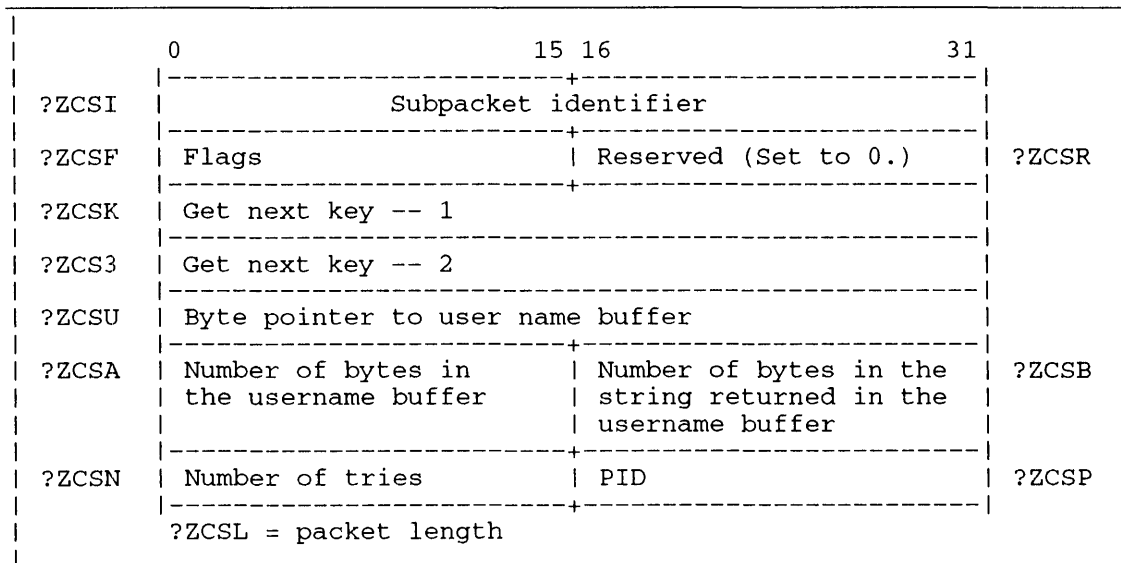 0 15 16 31
?ZCSI Subpacket identifier
?ZCSF Flags Reserved (Set to 0.) ?ZCSR
?ZCSK Get next key -- 1
?ZCS3 Get next key -- 2
?ZCSU Byte pointer to user name buffer
?ZCSA Number of bytes in Number of bytes in the ?ZCSB
the username buffer string returned in the
username buffer
?ZCSN Number of tries PID ?ZCSP
?ZCSL = packet length